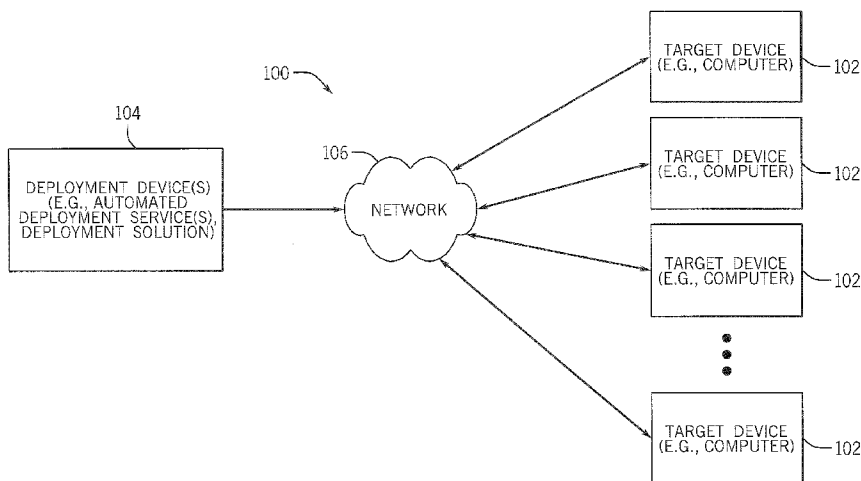 100
104
DEPLOYMENT DEVICE(S)
(E.G., AUTOMATED
DEPLOYMENT SERVICE(S),
DEPLOYMENT SOLUTION)
106
NETWORK
TARGET DEVICE
(E.G., COMPUTER)
102
TARGET DEVICE
(E.G., COMPUTER)
102
TARGET DEVICE
(E.G., COMPUTER)
102
TARGET DEVICE
(E.G., COMPUTER)
102